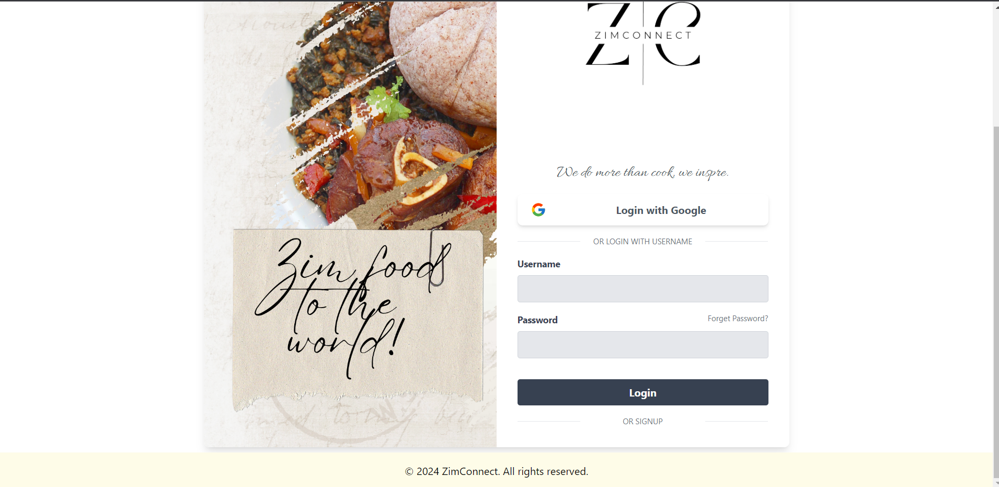 Z C
ZIMCONNECT
We do more than cook, we inspre.
Login with Google
OR LOGIN WITH USERNAME
Username
Password
Forget Password?
Login
OR SIGNUP
Zim food
to the
world!
© 2024 ZimConnect. All rights reserved.